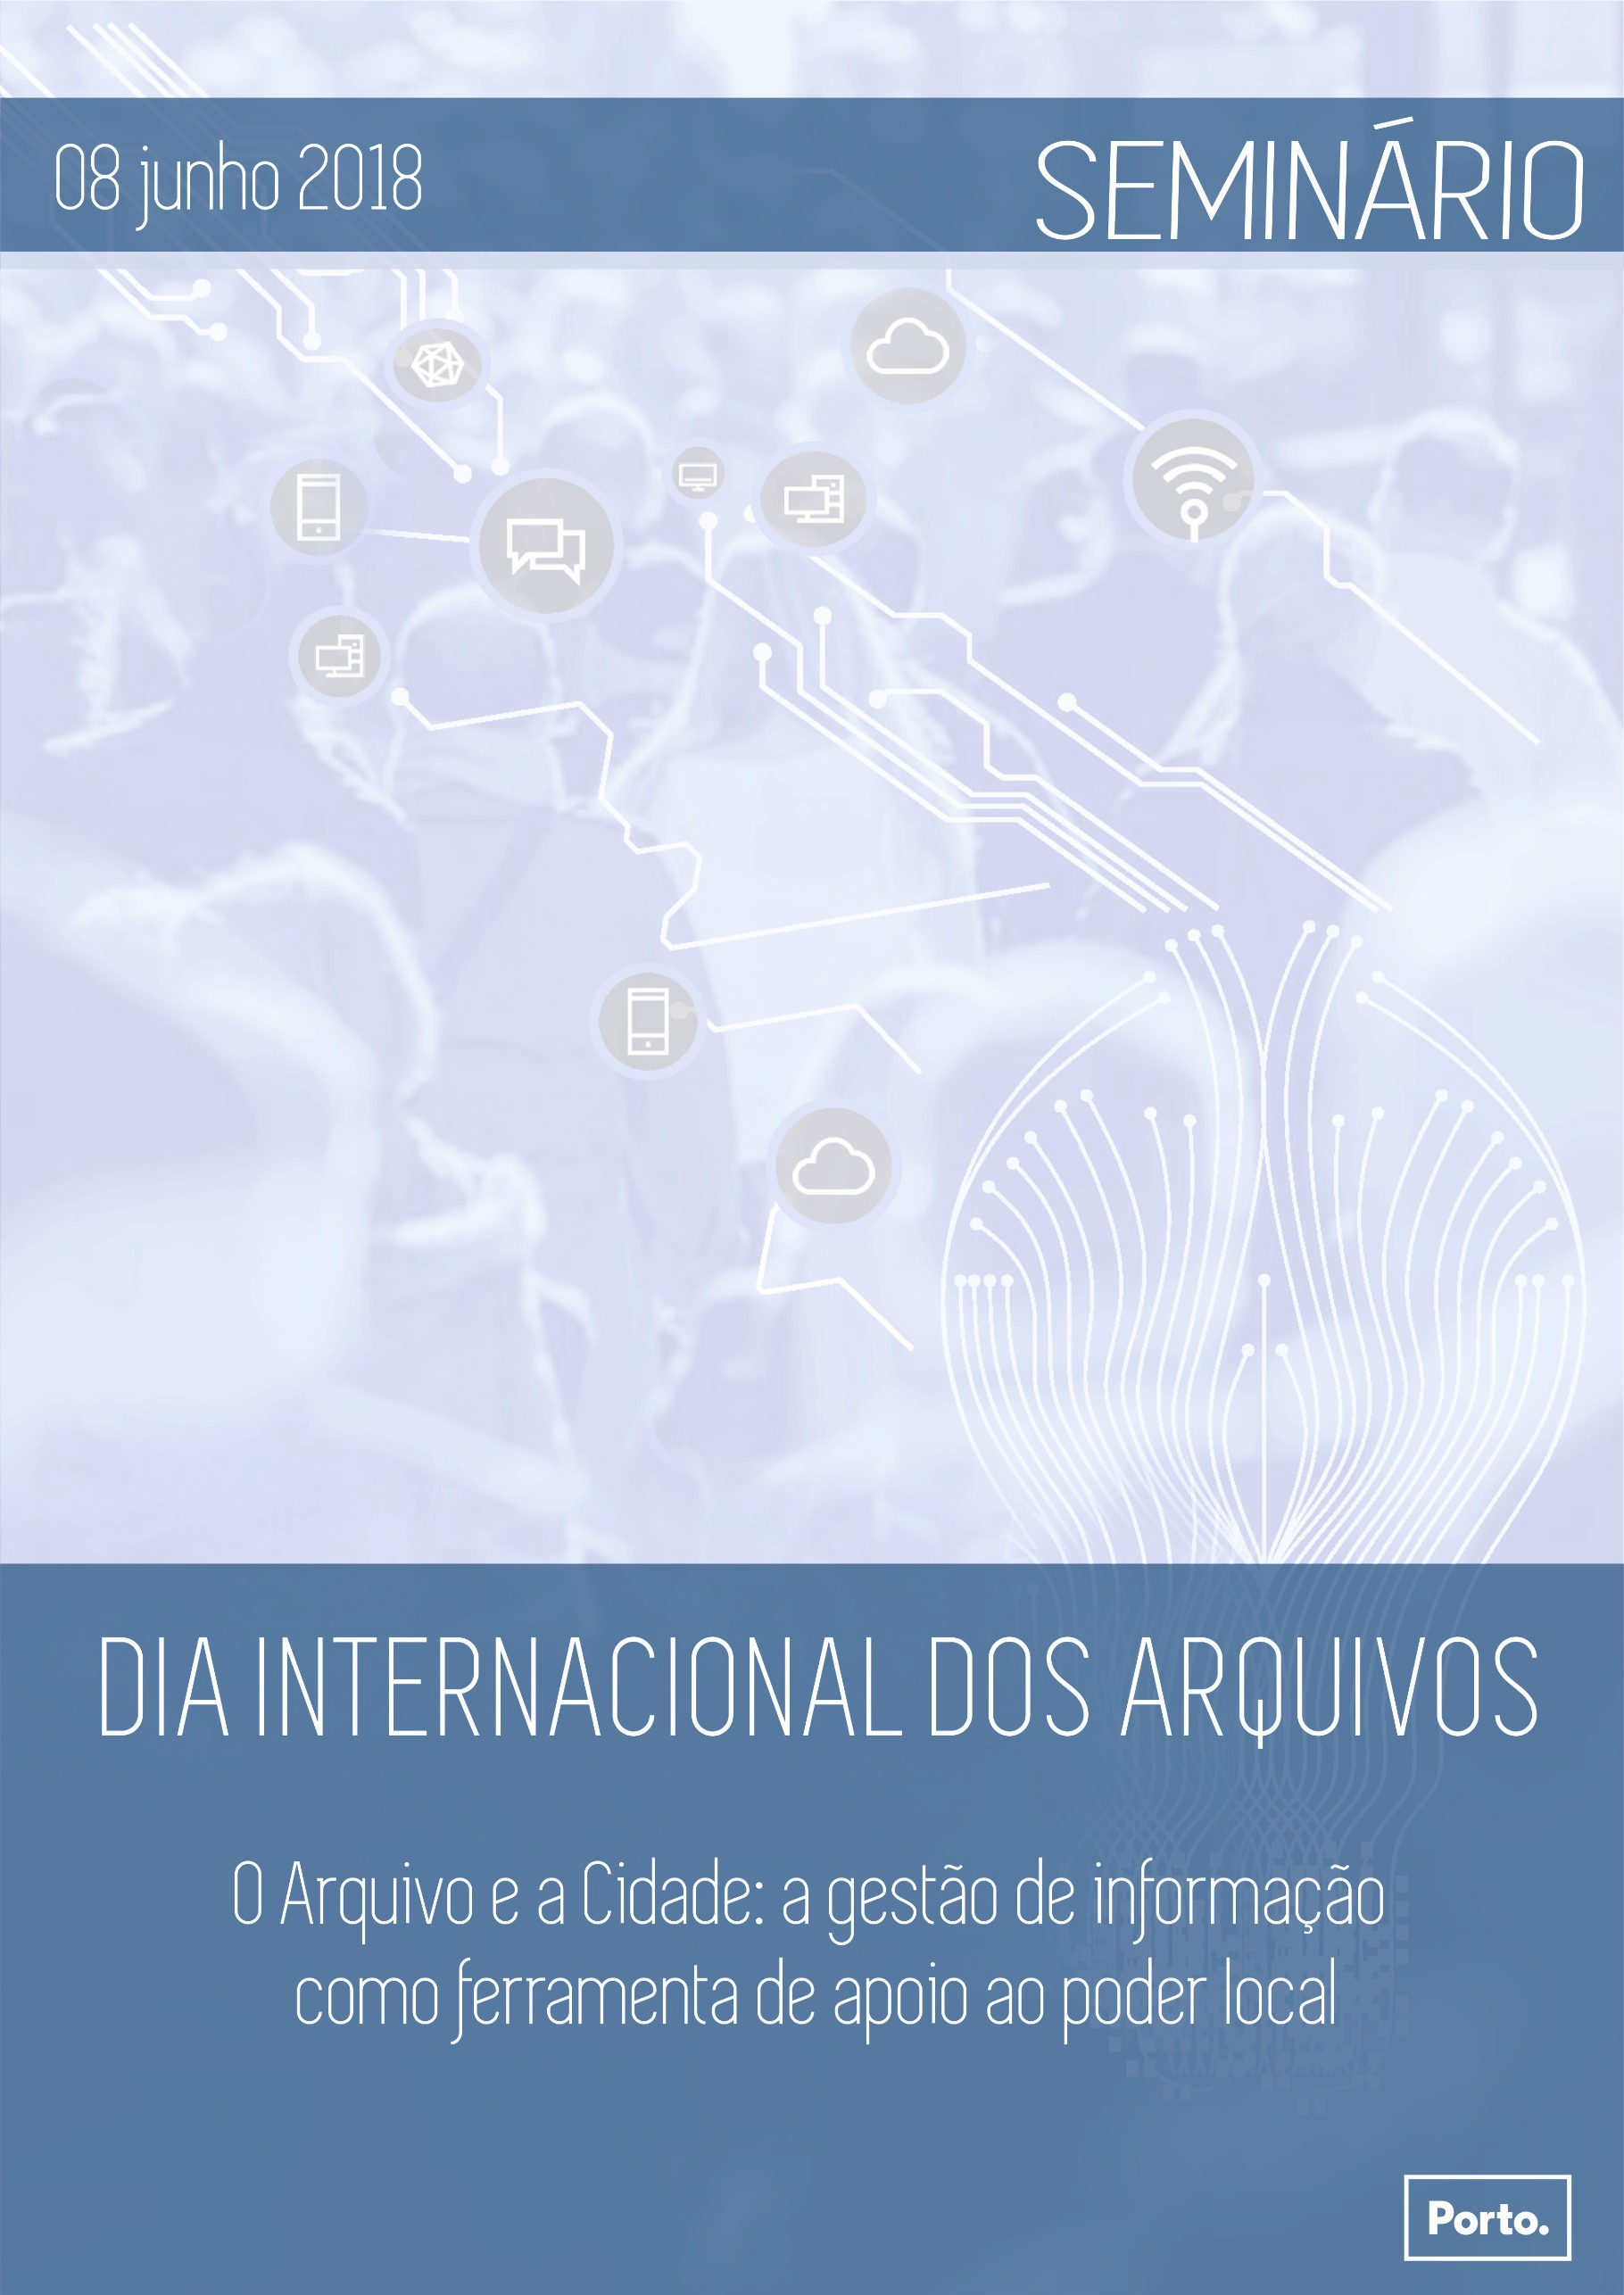 08 junho 2018
SEMINÁRIO
DIA INTERNACIONAL DOS ARQUIVOS
O Arquivo e a Cidade: a gestão de informação
como ferramenta de apoio ao poder local
Porto.